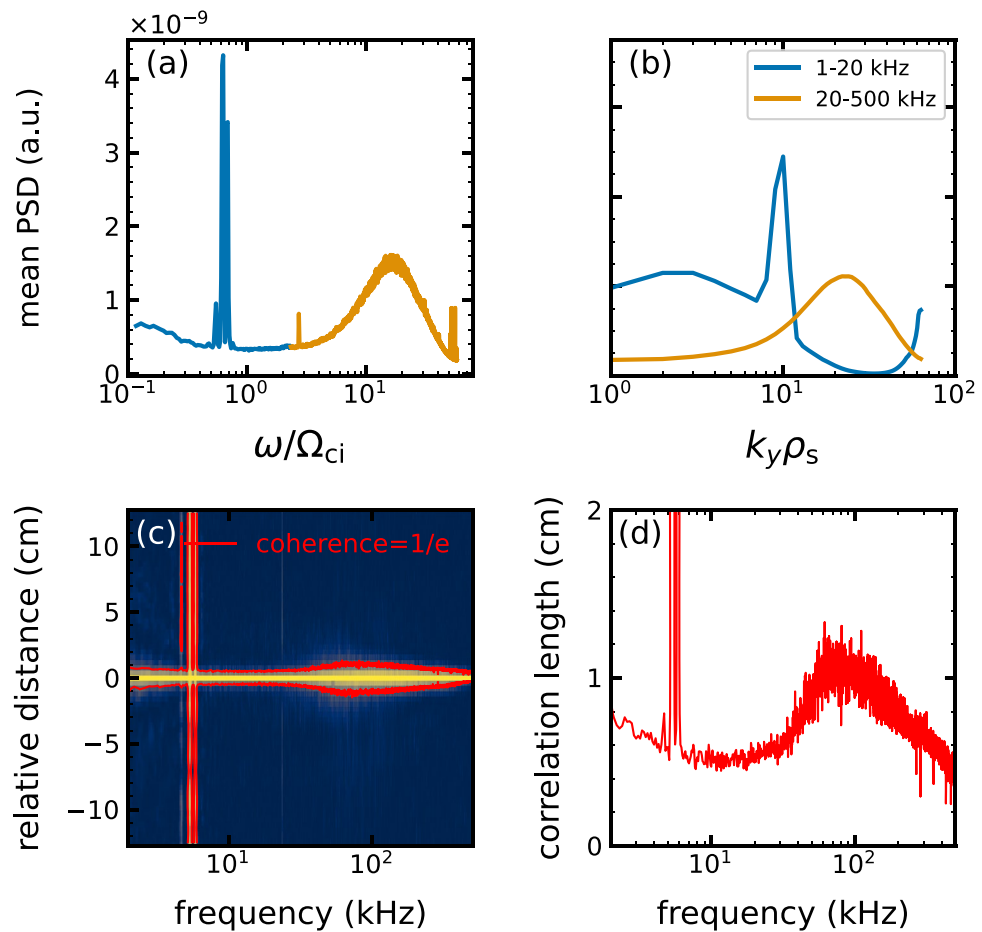 ×10⁻⁹
(a)
mean PSD (a.u.)
4
3
2
1
0
10⁻¹
10⁰
10¹
ω/Ω_ci
(b)
1-20 kHz
20-500 kHz
10⁰
10¹
10²
k_yρ_s
(c)
coherence=1/e
relative distance (cm)
10
5
0
−5
−10
10¹
10²
frequency (kHz)
(d)
correlation length (cm)
2
1
0
10¹
10²
frequency (kHz)